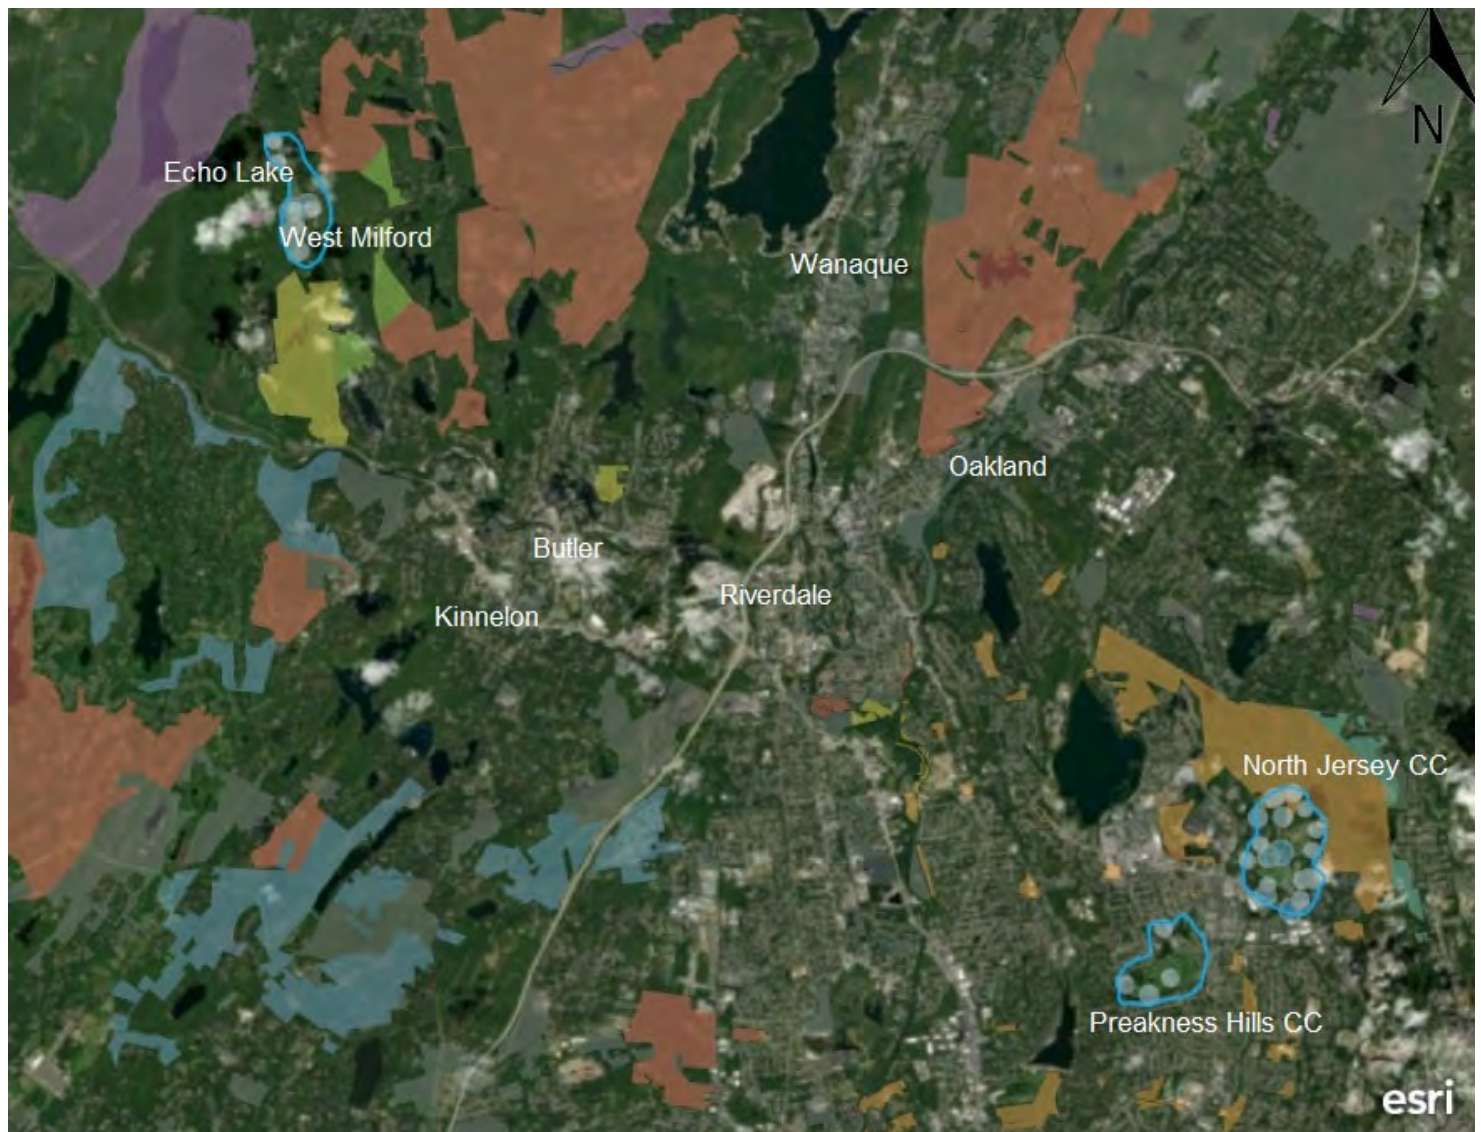 N
Echo Lake
West Milford
Wanaque
Oakland
Butler
Riverdale
Kinnelon
North Jersey CC
Preakness Hills CC
esri